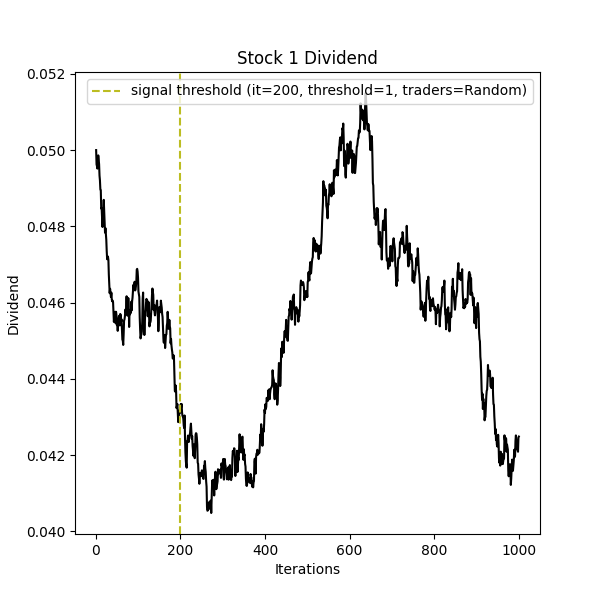 Stock 1 Dividend
signal threshold (it=200, threshold=1, traders=Random)
0.052
0.050
0.048
0.046
0.044
0.042
0.040
Dividend
0 200 400 600 800 1000
Iterations